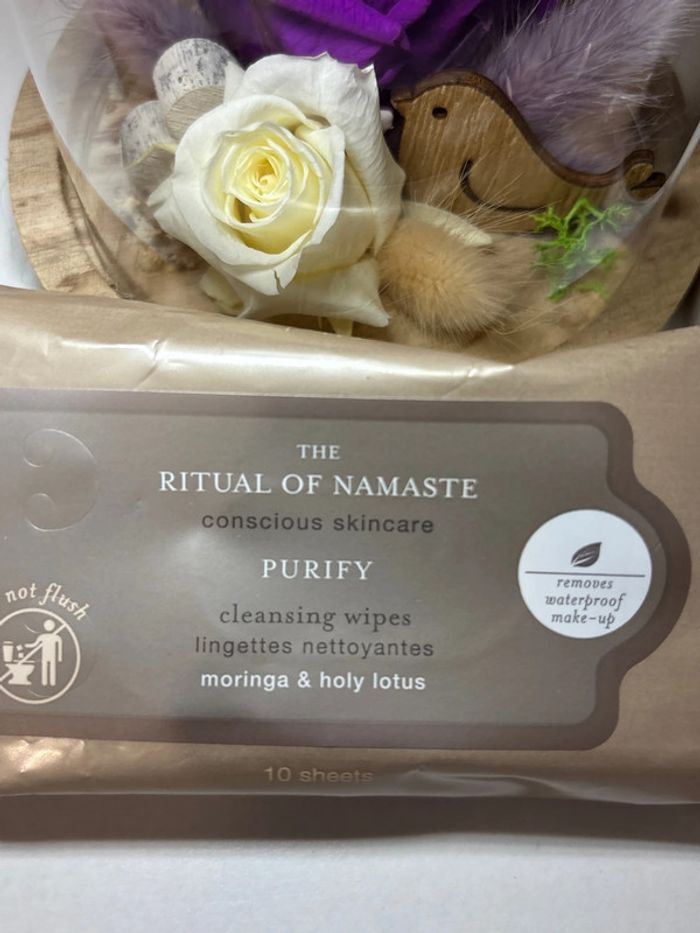 THE
RITUAL OF NAMASTE
conscious skincare
PURIFY
cleansing wipes
lingettes nettoyantes
moringa & holy lotus
removes
waterproof
make-up
not flush
10 sheets